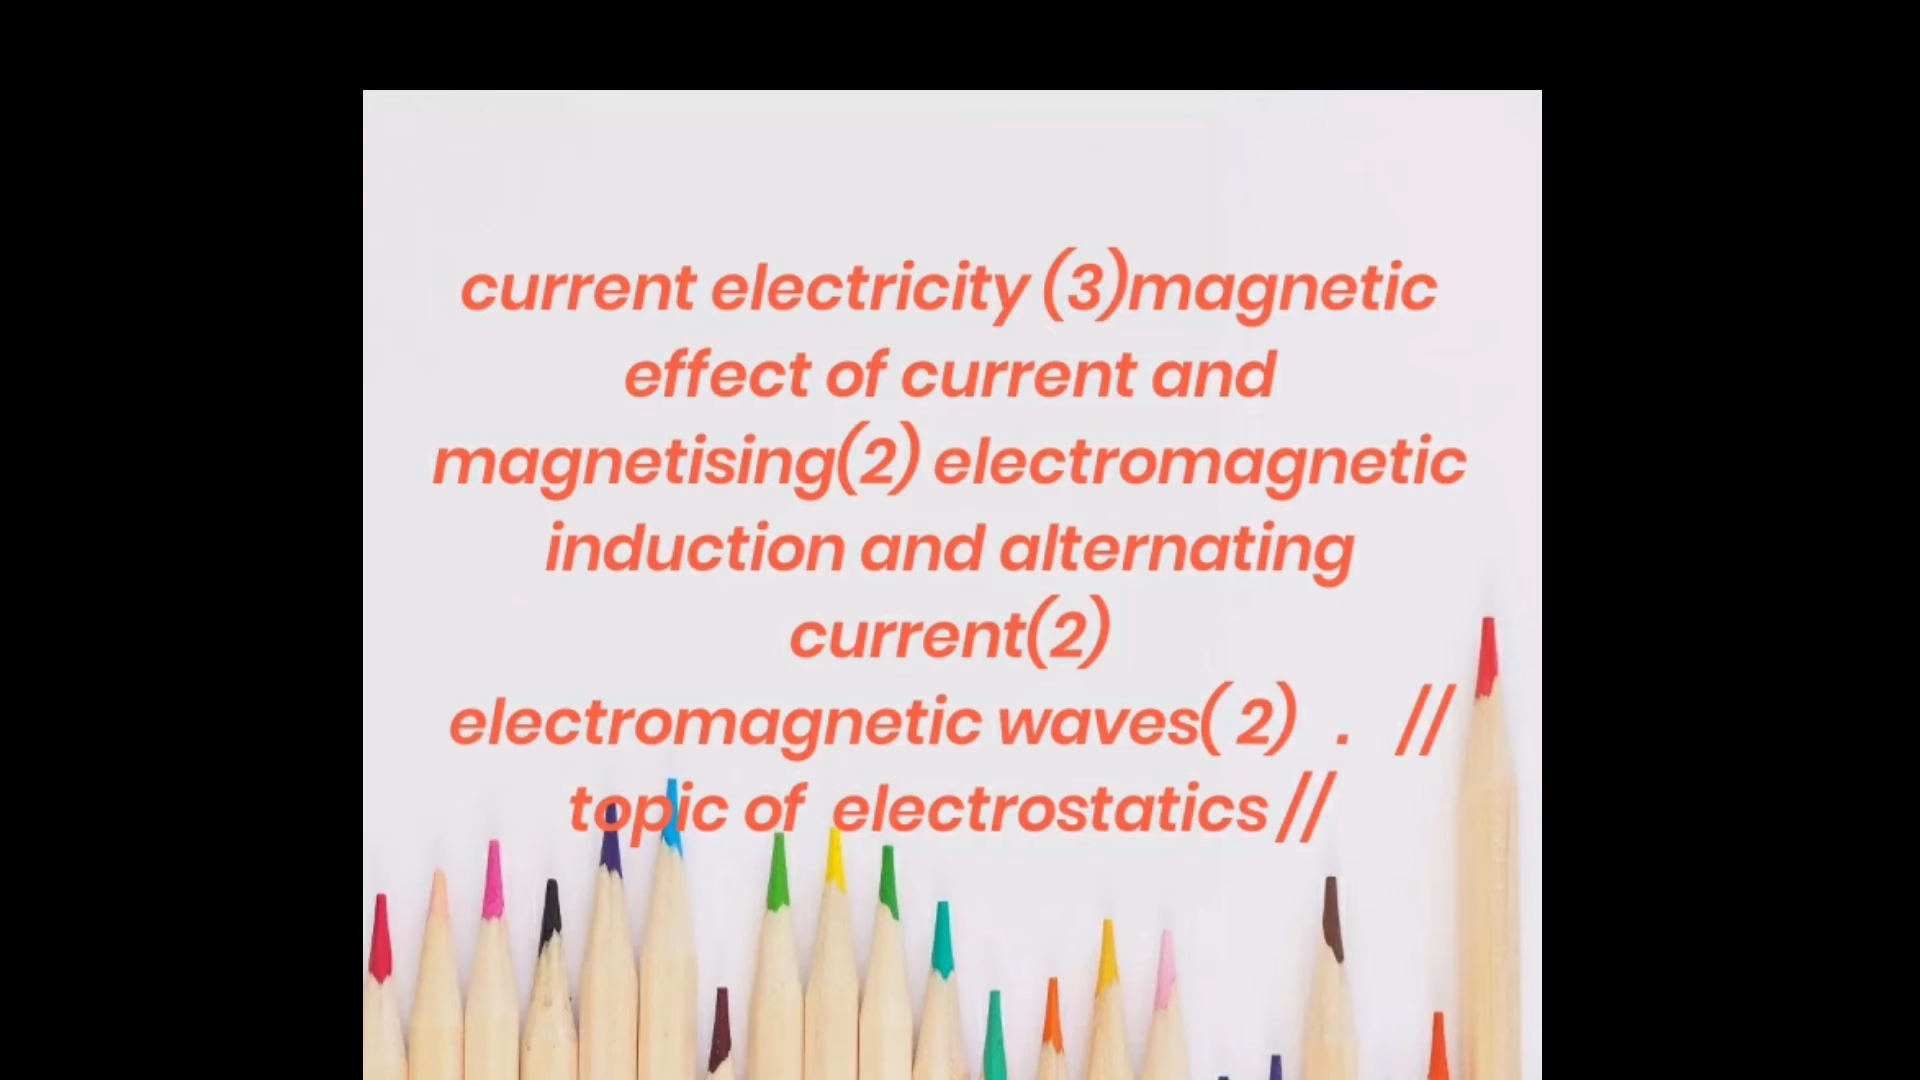 current electricity (3)magnetic
effect of current and
magnetising(2) electromagnetic
induction and alternating
current(2)
electromagnetic waves( 2)  .   //
topic of  electrostatics //